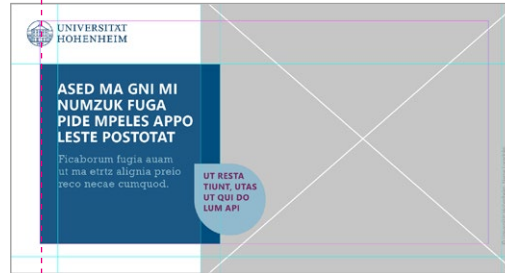 UNIVERSITÄT
HOHENHEIM
ASED MA GNI MI
NUMZUK FUGA
PIDE MPELES APPO
LESTE POSTOTAT
Ficaborum fugia auam
ut ma etrtz alignia preio
reco necae cumquod.
UT RESTA
TIUNT, UTAS
UT QUI DO
LUM API